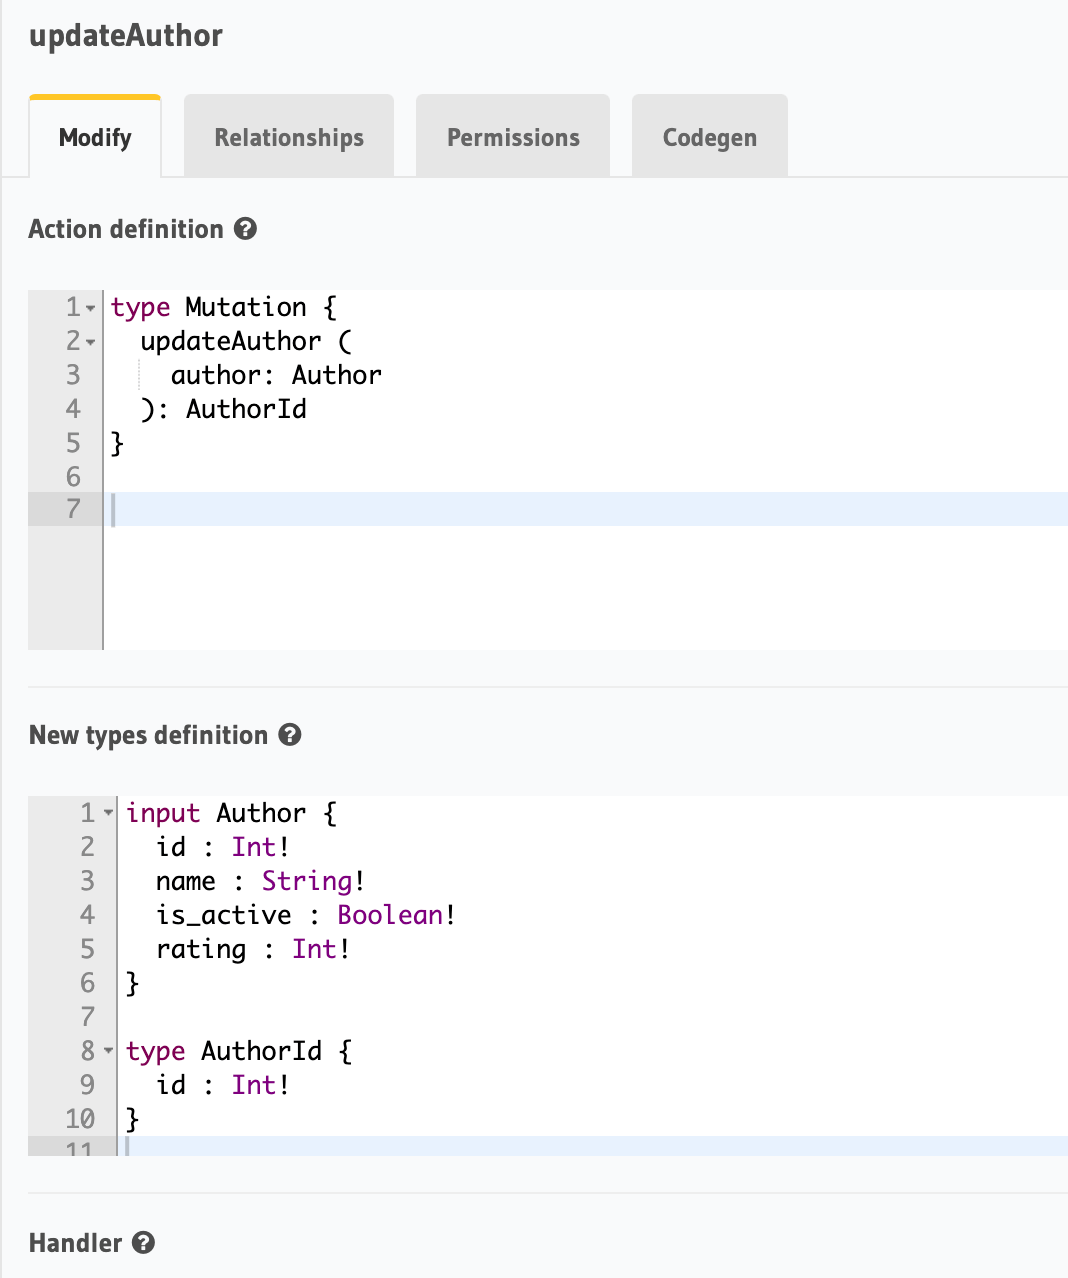 updateAuthor
Modify Relationships Permissions Codegen
Action definition ?
1 type Mutation {
2 updateAuthor (
3 author: Author
4 ): AuthorId
5 }
6
7
New types definition ?
1 input Author {
2 id : Int!
3 name : String!
4 is_active : Boolean!
5 rating : Int!
6 }
7
8 type AuthorId {
9 id : Int!
10 }
11
Handler ?